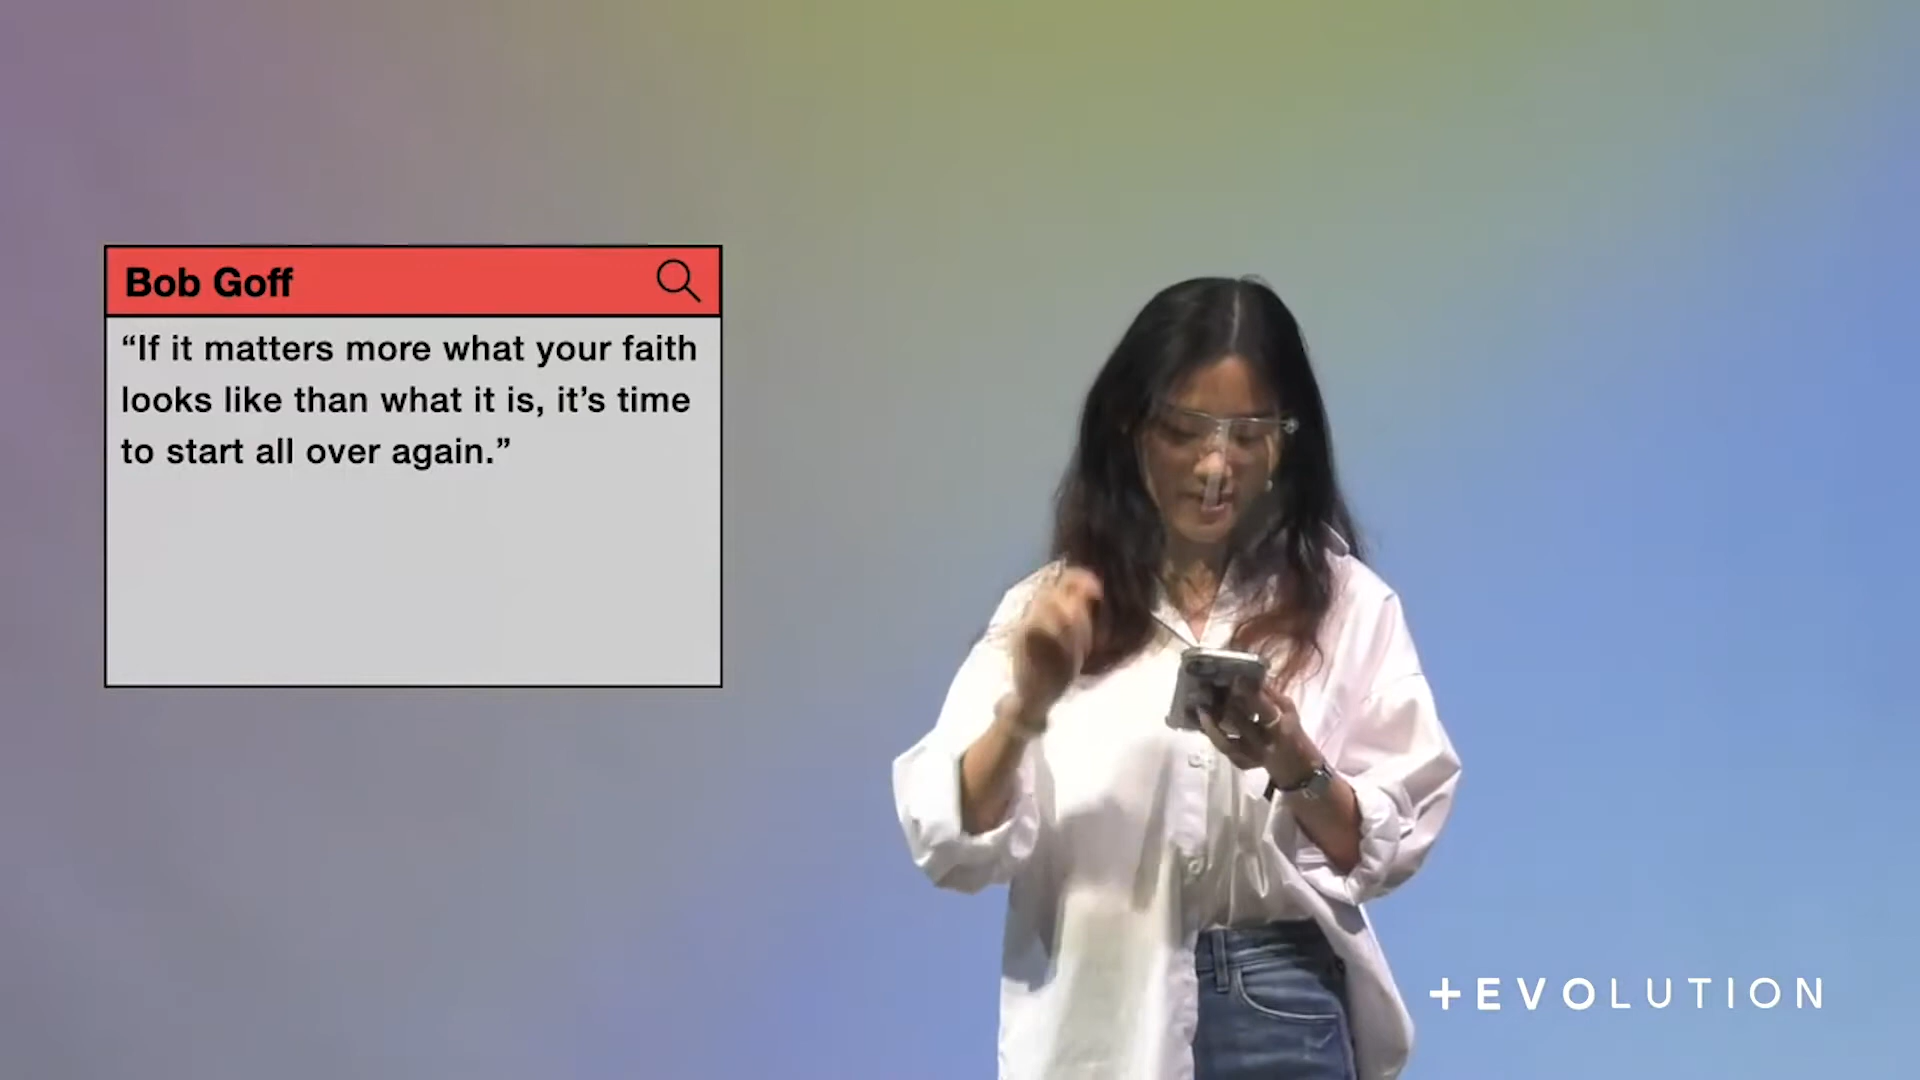 Bob Goff
“If it matters more what your faith
looks like than what it is, it’s time
to start all over again.”
+EVOLUTION